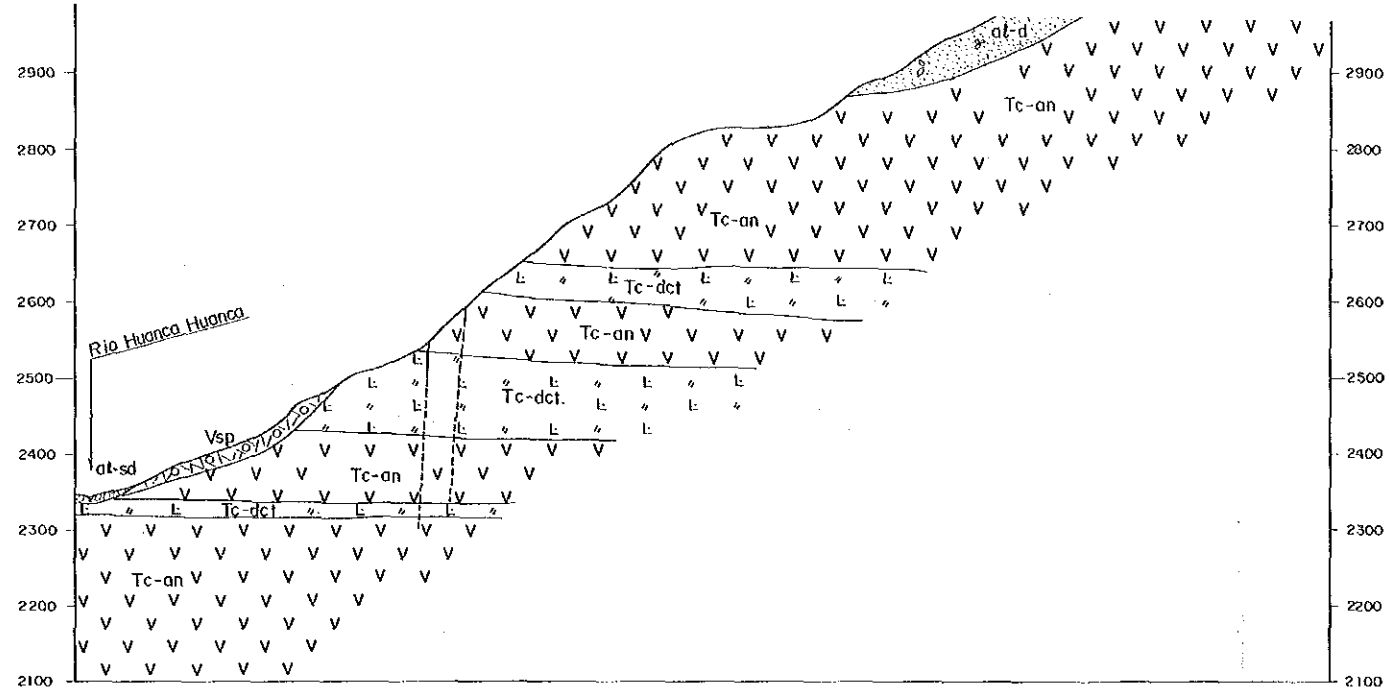 al-d
2900
2900
Tc-an
2800
2800
Tc-an
2700
2700
Tc-dct
2600
2600
Tc-an
Rio Huanca Huanca
2500
2500
Tc-dct.
Vsp
2400
2400
al-sd
Tc-an
Tc-dct
2300
2300
Tc-an
2200
2200
2100
2100